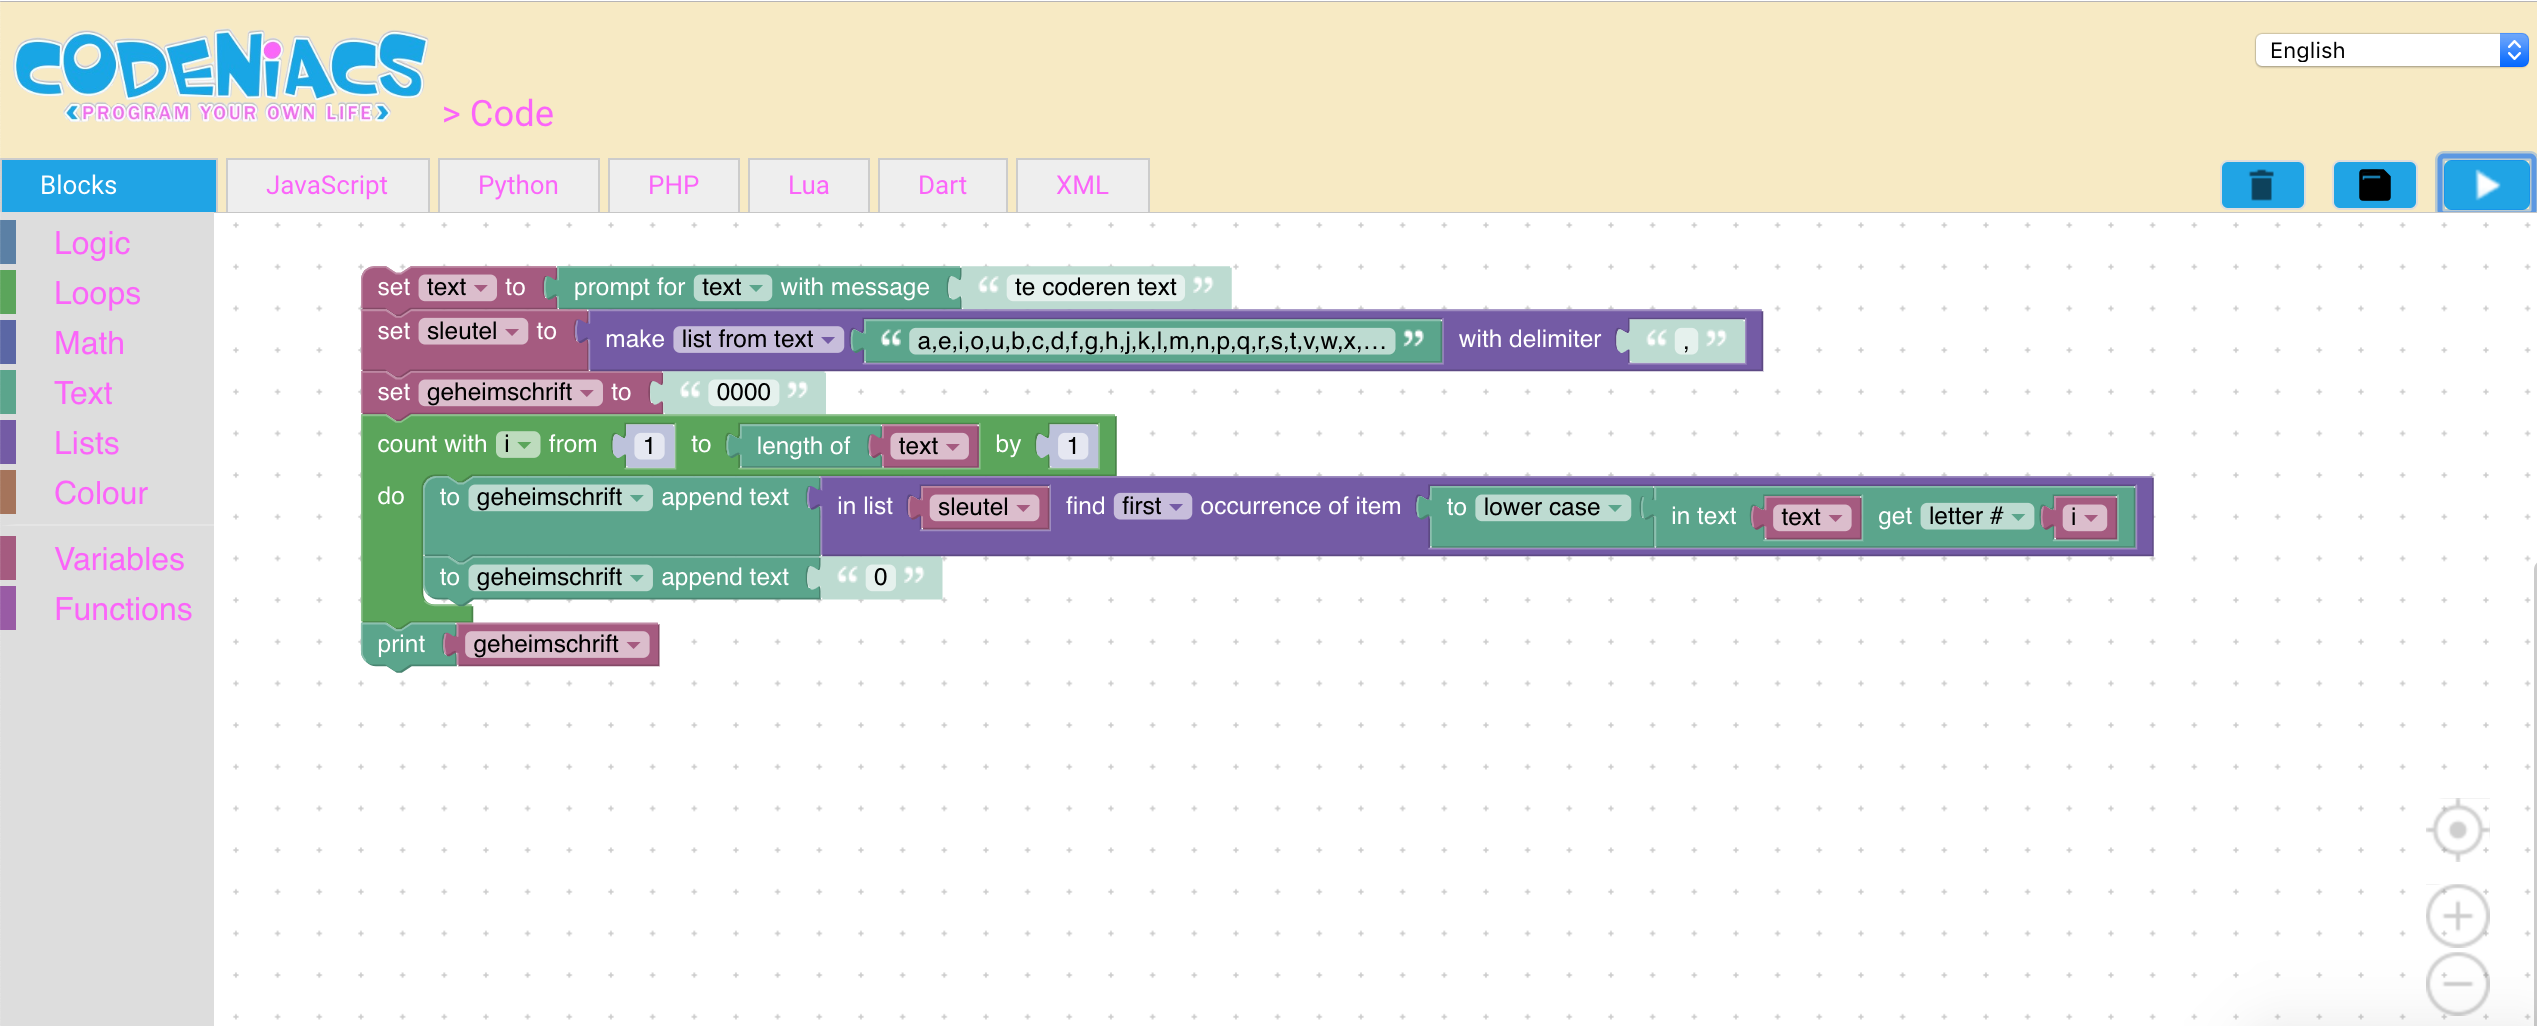 CODENiACS
<PROGRAM YOUR OWN LIFE>
> Code
English
Blocks
JavaScript
Python
PHP
Lua
Dart
XML
Logic
Loops
Math
Text
Lists
Colour
Variables
Functions
set text to prompt for text with message “ te coderen text ”
set sleutel to make list from text “ a,e,i,o,u,b,c,d,f,g,h,j,k,l,m,n,p,q,r,s,t,v,w,x,... ” with delimiter “ , ”
set geheimschrift to “ 0000 ”
count with i from 1 to length of text by 1
do to geheimschrift append text in list sleutel find first occurrence of item to lower case in text text get letter # i
to geheimschrift append text “ 0 ”
print geheimschrift